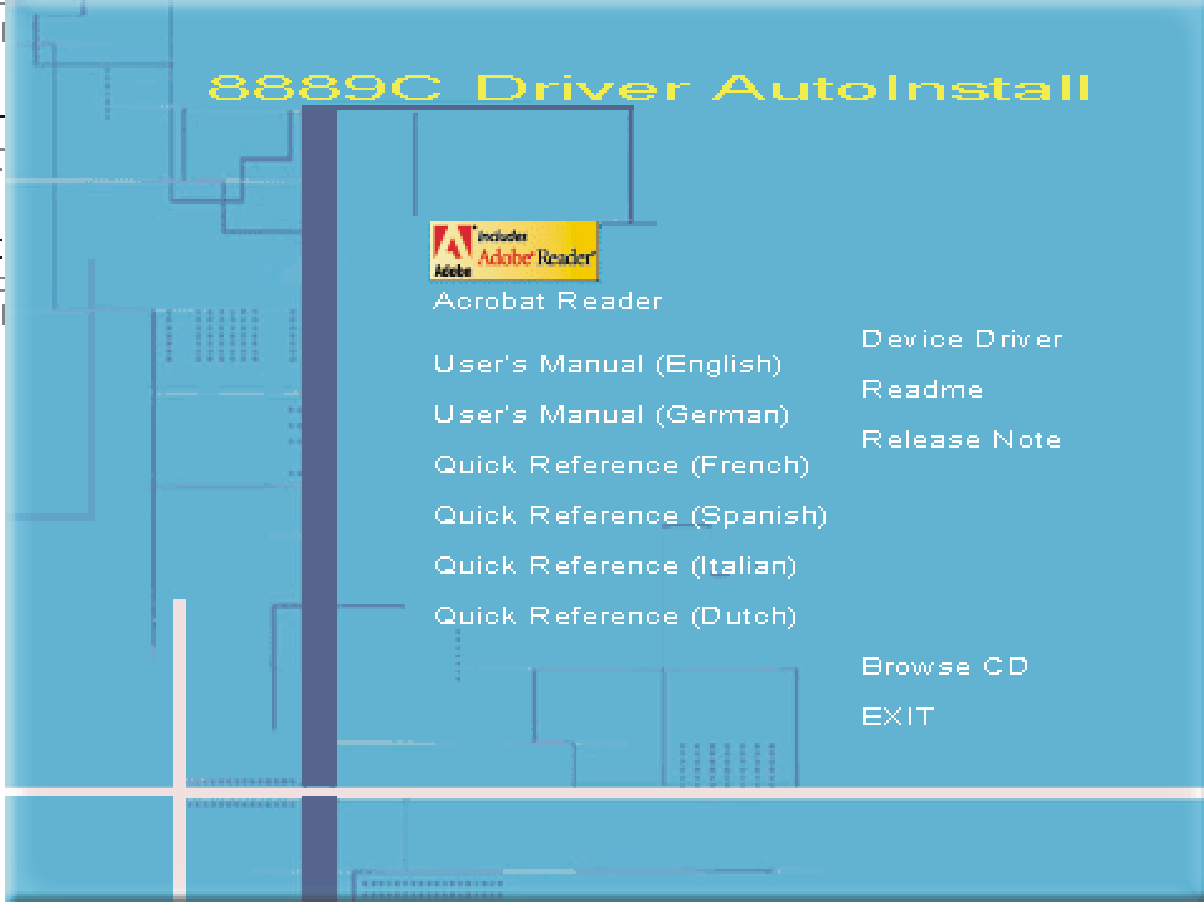 8889C Driver AutoInstall
Includes
Adobe Reader
Adobe
Acrobat Reader
User's Manual (English)
User's Manual (German)
Quick Reference (French)
Quick Reference (Spanish)
Quick Reference (Italian)
Quick Reference (Dutch)
Device Driver
Readme
Release Note
Browse CD
EXIT